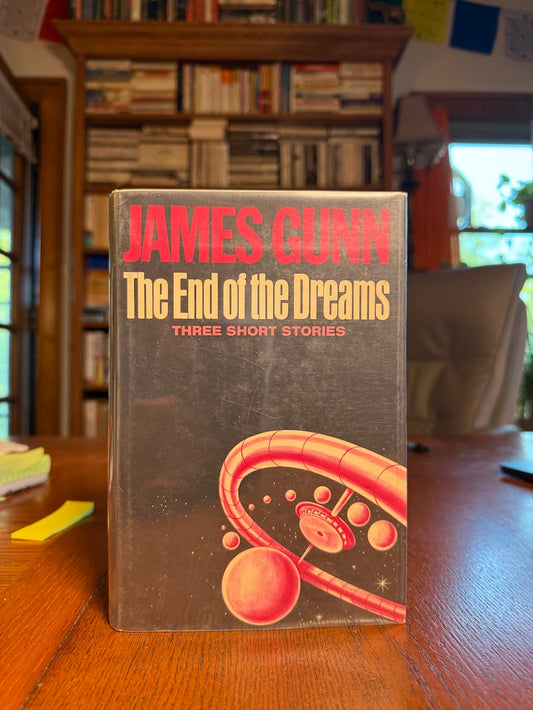 JAMES GUNN
The End of the Dreams
THREE SHORT STORIES